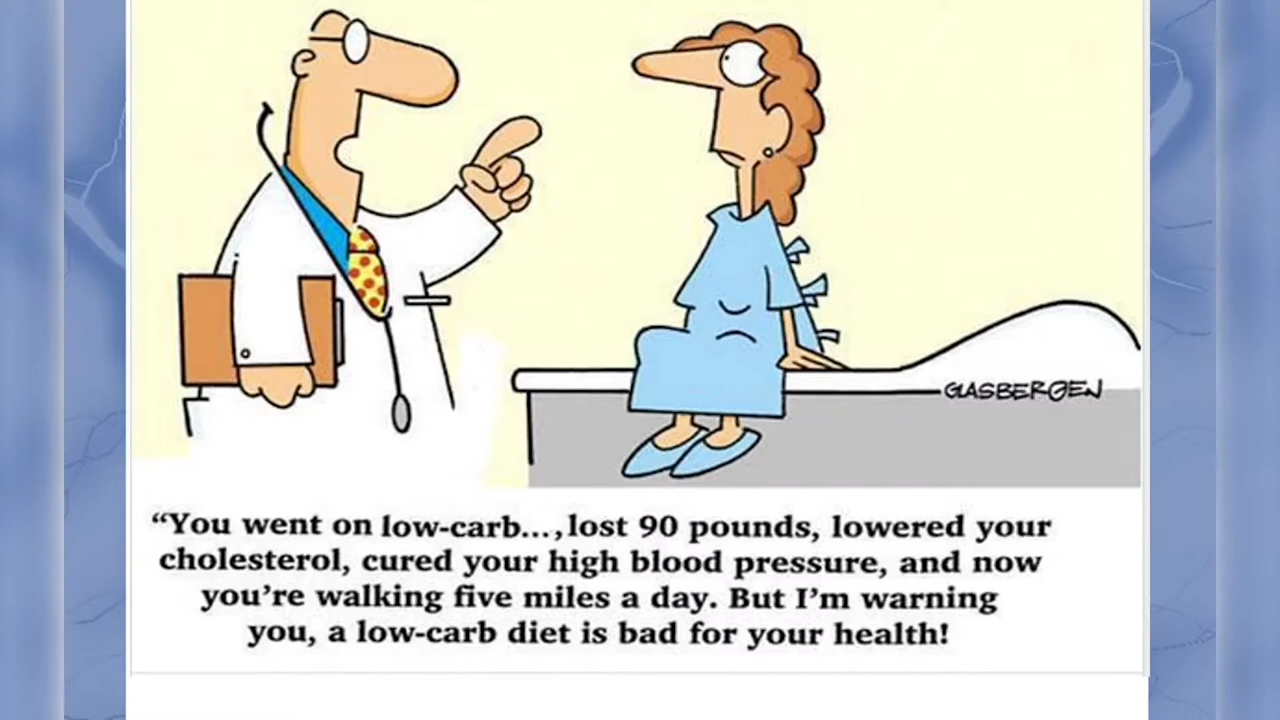 GLASBERGEN
“You went on low-carb...,lost 90 pounds, lowered your
cholesterol, cured your high blood pressure, and now
you’re walking five miles a day. But I’m warning
you, a low-carb diet is bad for your health!